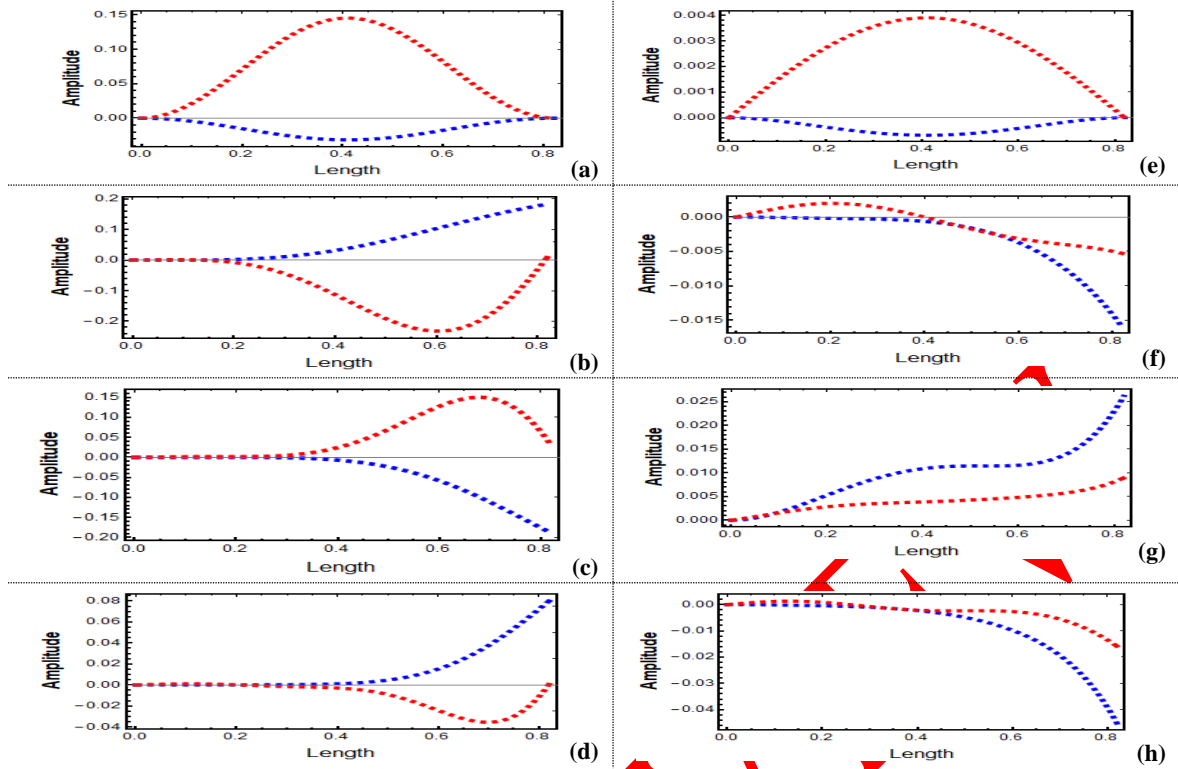 0.15
0.10
0.05
0.00
Amplitude
0.0 0.2 0.4 0.6 0.8
Length
(a)
0.004
0.003
0.002
0.001
0.000
Amplitude
0.0 0.2 0.4 0.6 0.8
Length
(e)
0.2
0.1
0.0
-0.1
-0.2
Amplitude
0.0 0.2 0.4 0.6 0.8
Length
(b)
0.000
-0.005
-0.010
-0.015
Amplitude
0.0 0.2 0.4 0.6 0.8
Length
(f)
0.15
0.10
0.05
0.00
-0.05
-0.10
-0.15
-0.20
Amplitude
0.0 0.2 0.4 0.6 0.8
Length
(c)
0.025
0.020
0.015
0.010
0.005
0.000
Amplitude
0.0 0.2 0.4 0.6 0.8
Length
(g)
0.08
0.06
0.04
0.02
0.00
-0.02
-0.04
Amplitude
0.0 0.2 0.4 0.6 0.8
Length
(d)
0.00
-0.01
-0.02
-0.03
-0.04
Amplitude
0.0 0.2 0.4 0.6 0.8
Length
(h)